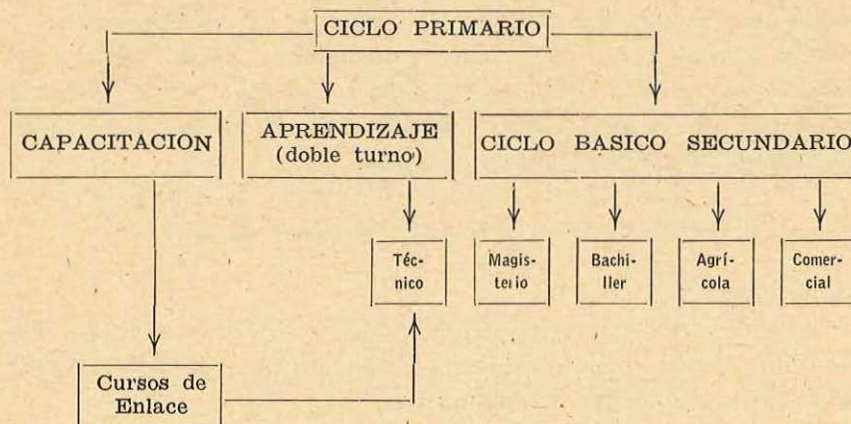 CICLO PRIMARIO
CAPACITACION
APRENDIZAJE
(doble turno)
CICLO BASICO SECUNDARIO
Téc-
nico
Magis-
terio
Bachi-
ller
Agrí-
cola
Comer-
cial
Cursos de
Enlace